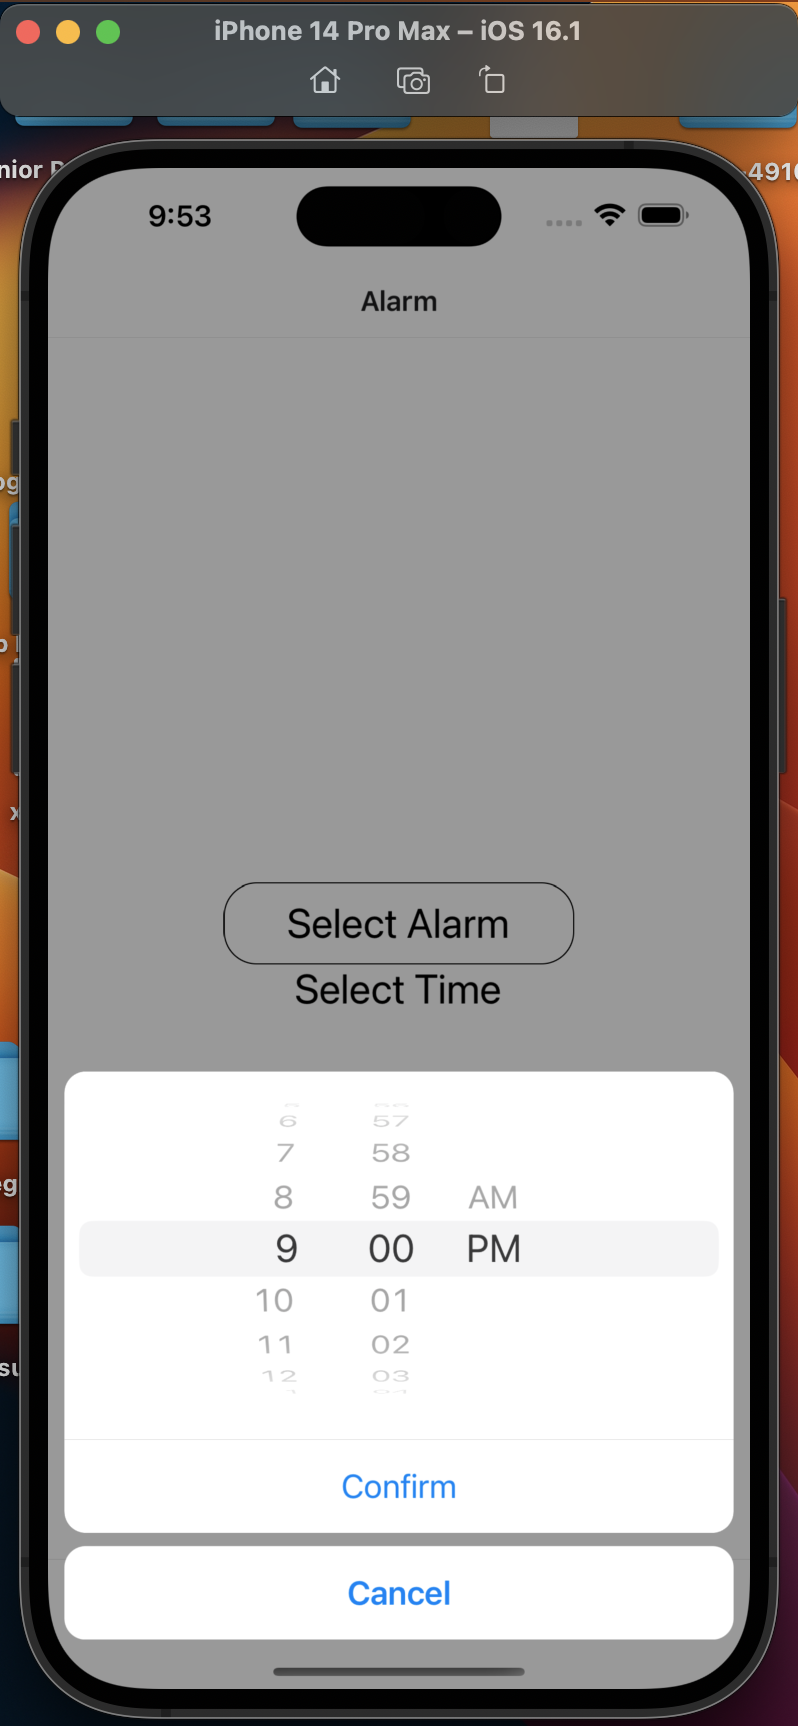 iPhone 14 Pro Max – iOS 16.1
nior
-491
9:53
Alarm
Select Alarm
Select Time
6 57
7 58
8 59 AM
9 00 PM
10 01
11 02
12 03
Confirm
Cancel